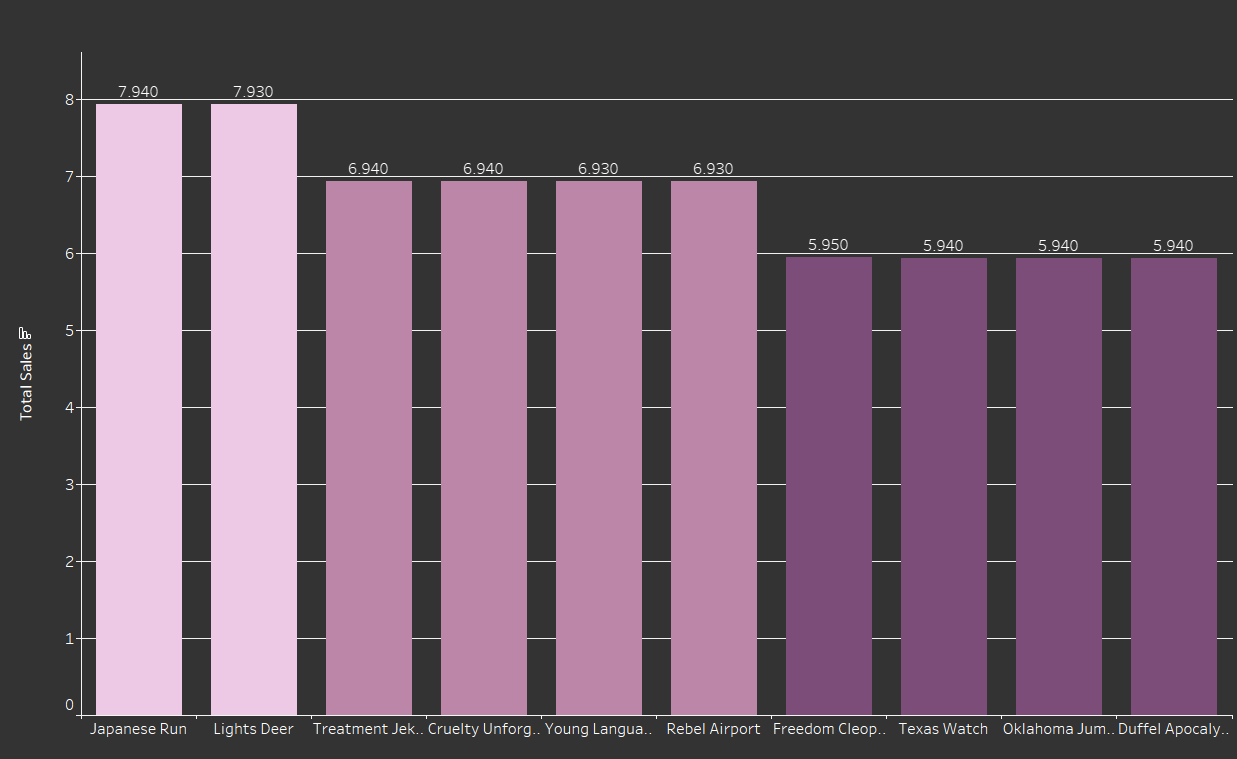 7.940
7.930
6.940
6.940
6.930
6.930
5.950
5.940
5.940
5.940
8
7
6
5
4
3
2
1
0
Total Sales
Japanese Run
Lights Deer
Treatment Jek..
Cruelty Unforg..
Young Langua..
Rebel Airport
Freedom Cleop..
Texas Watch
Oklahoma Jum..
Duffel Apocaly..